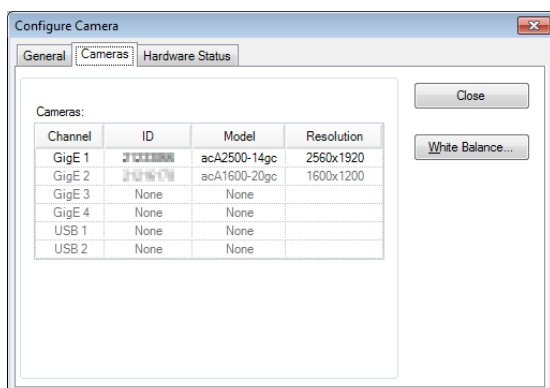 Configure Camera
General Cameras Hardware Status
Close
Cameras:
White Balance...
Channel ID Model Resolution
GigE 1 acA2500-14gc 2560x1920
GigE 2 acA1600-20gc 1600x1200
GigE 3 None None
GigE 4 None None
USB 1 None None
USB 2 None None